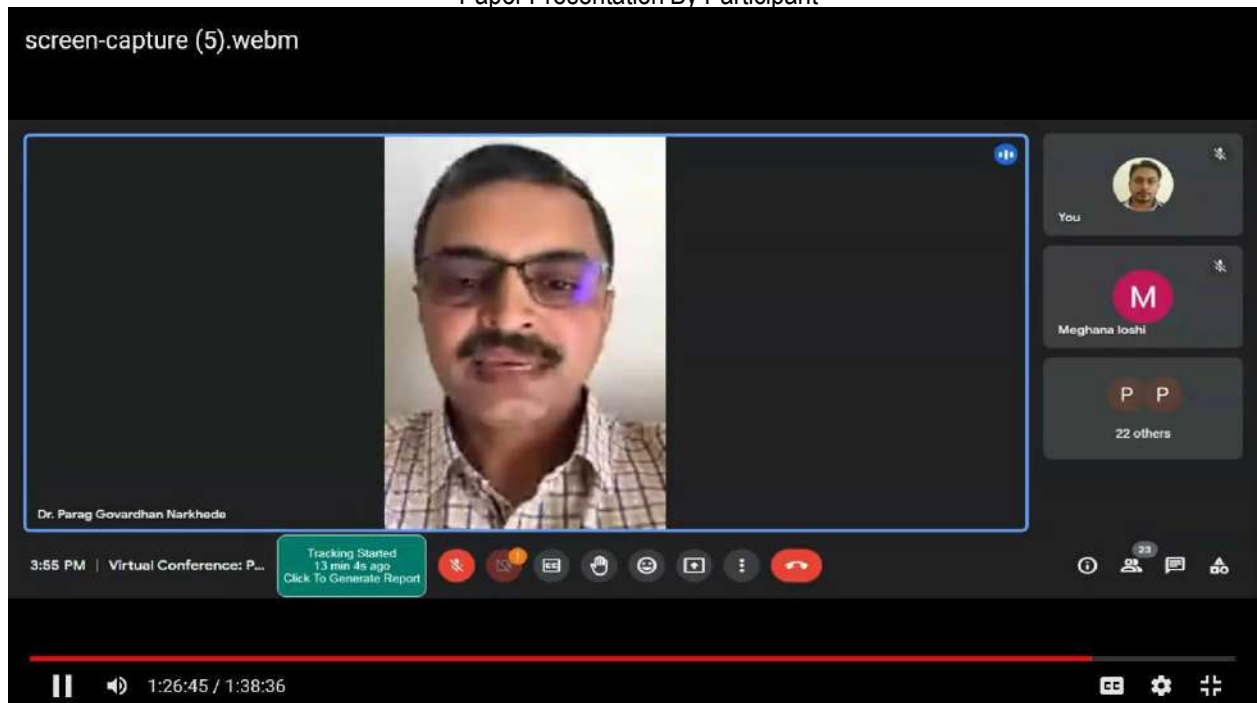 Paper Presentation By Participant
screen-capture (5).webm
You
M
Meghana Ioshi
P P
22 others
Dr. Parag Govardhan Narkhede
3:55 PM | Virtual Conference: P...
Tracking Started
13 min 4s ago
Click To Generate Report
23
1:26:45 / 1:38:36
CC